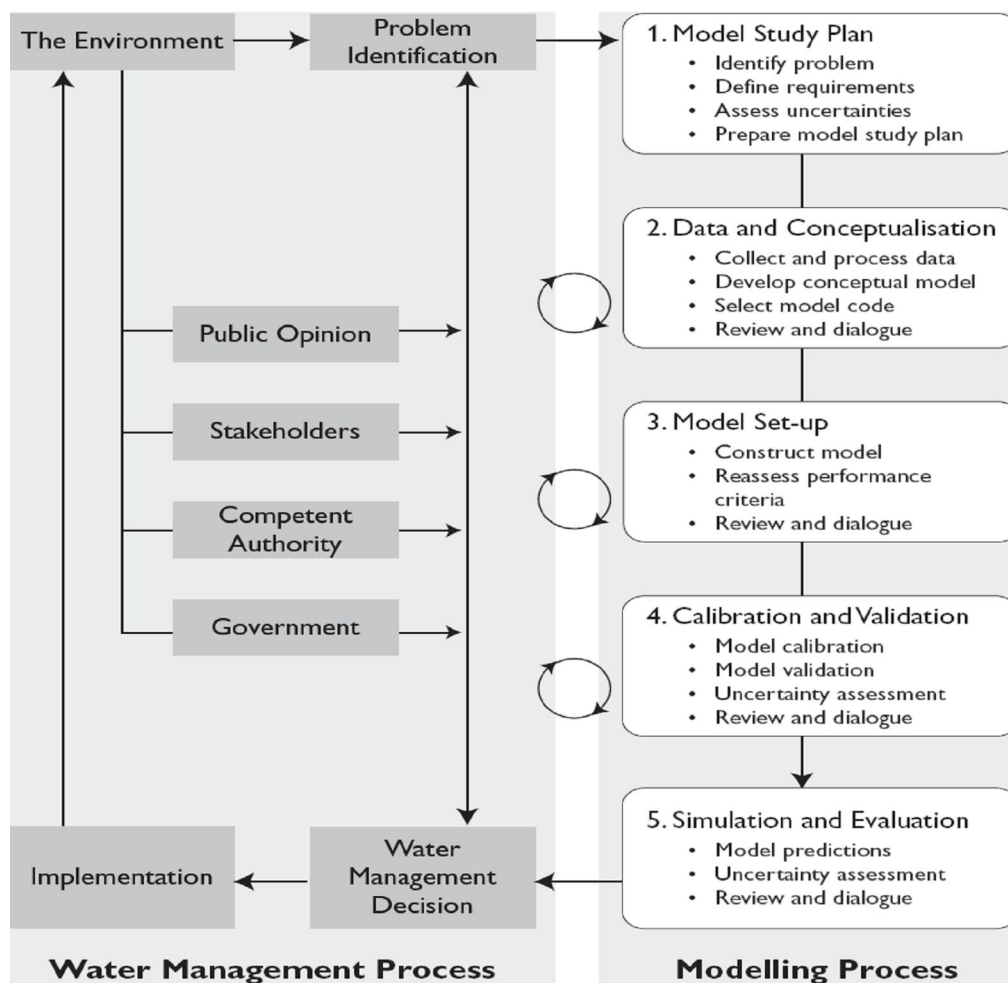 The Environment
Problem
Identification
Public Opinion
Stakeholders
Competent
Authority
Government
Implementation
Water
Management
Decision
Water Management Process
1. Model Study Plan
• Identify problem
• Define requirements
• Assess uncertainties
• Prepare model study plan
2. Data and Conceptualisation
• Collect and process data
• Develop conceptual model
• Select model code
• Review and dialogue
3. Model Set-up
• Construct model
• Reassess performance
criteria
• Review and dialogue
4. Calibration and Validation
• Model calibration
• Model validation
• Uncertainty assessment
• Review and dialogue
5. Simulation and Evaluation
• Model predictions
• Uncertainty assessment
• Review and dialogue
Modelling Process